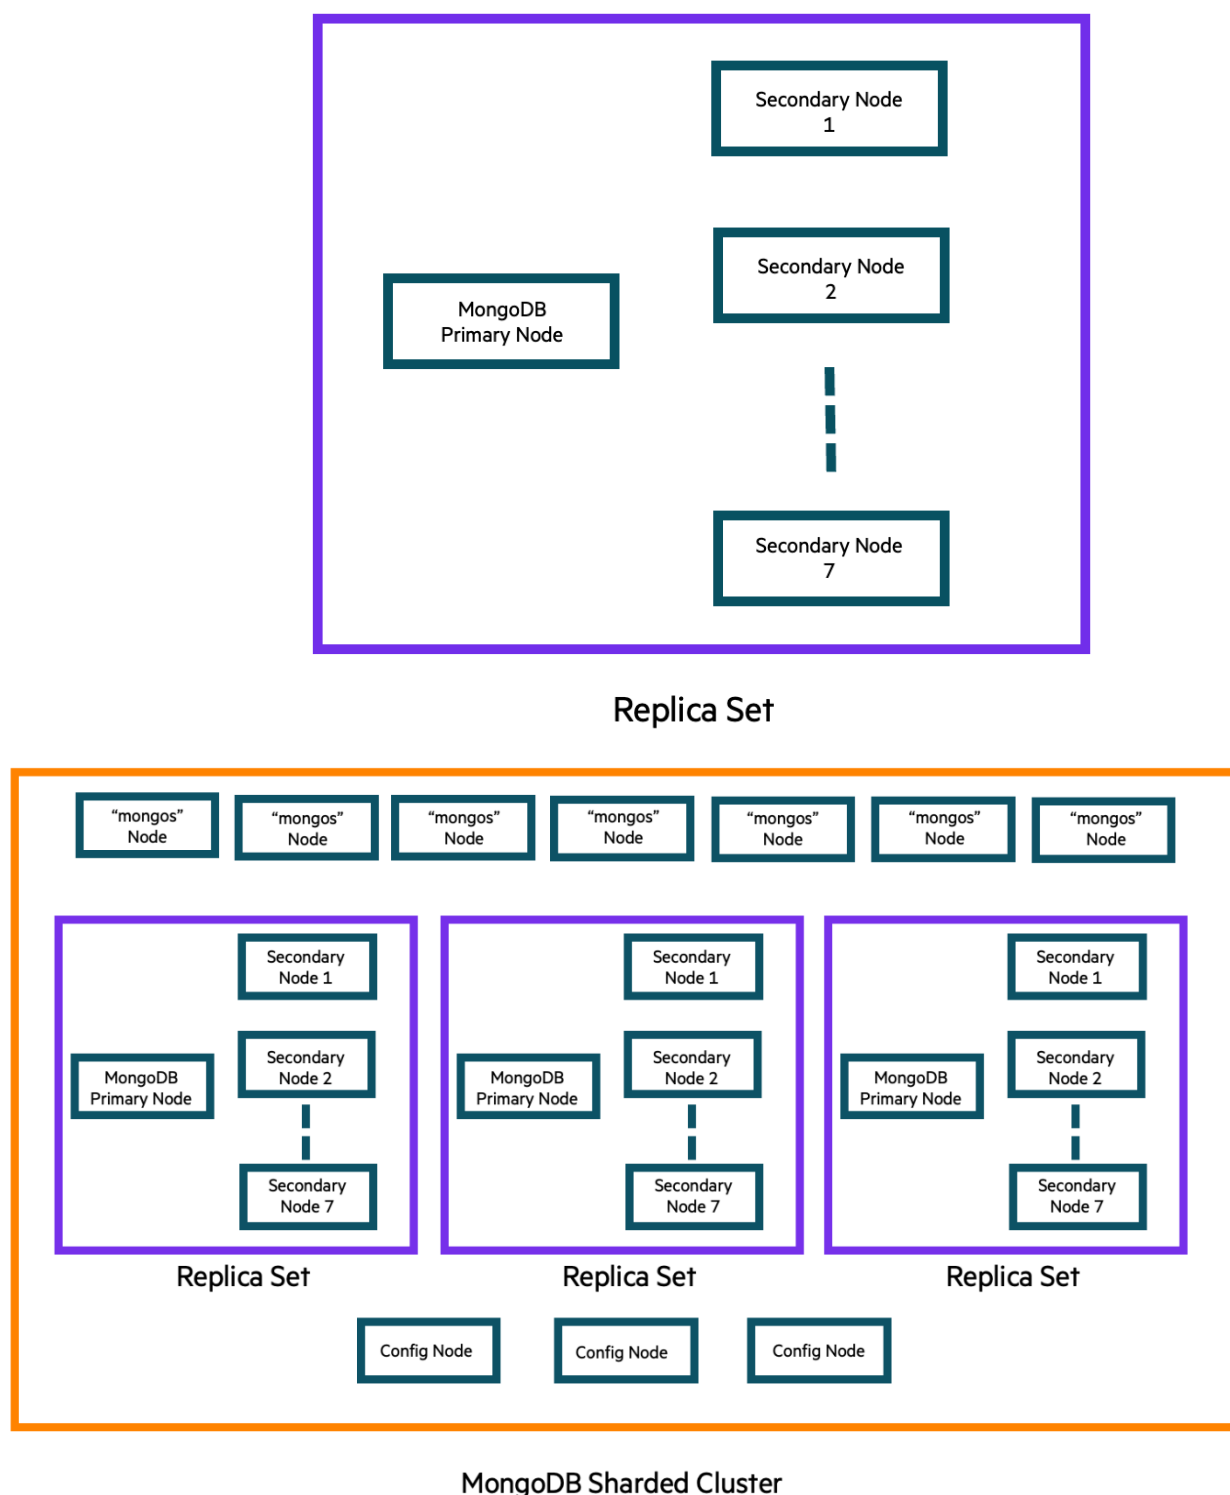 Secondary Node
1
Secondary Node
2
MongoDB
Primary Node
Secondary Node
7
Replica Set
“mongos”
Node
“mongos”
Node
“mongos”
Node
“mongos”
Node
“mongos”
Node
“mongos”
Node
“mongos”
Node
Secondary
Node 1
Secondary
Node 2
MongoDB
Primary Node
Secondary
Node 7
Replica Set
Secondary
Node 1
Secondary
Node 2
MongoDB
Primary Node
Secondary
Node 7
Replica Set
Secondary
Node 1
Secondary
Node 2
MongoDB
Primary Node
Secondary
Node 7
Replica Set
Config Node
Config Node
Config Node
MongoDB Sharded Cluster